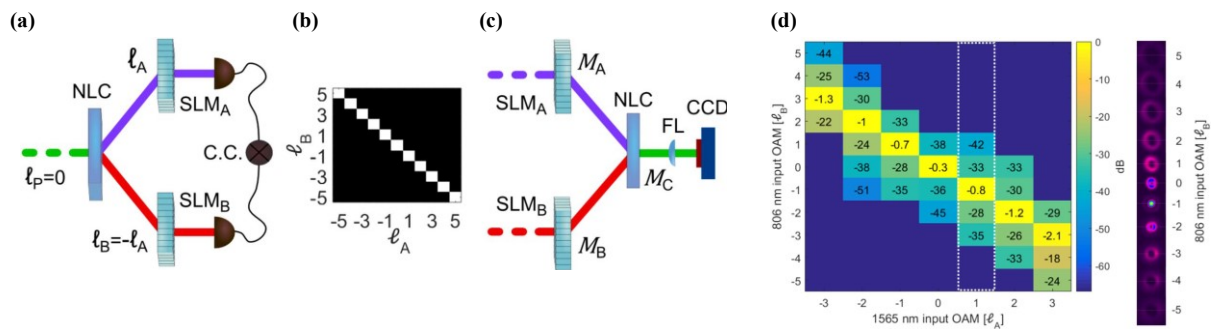 (a)
ℓA
NLC
SLMA
C.C.
ℓP=0
SLMB
ℓB=-ℓA
(b)
ℓB
5
3
1
-1
-3
-5
-5 -3 -1 1 3 5
ℓA
(c)
MA
SLMA
NLC
CCD
FL
MC
SLMB
MB
(d)
806 nm input OAM [ℓB]
5 -44
4 -25 -53
3 -1.3 -30
2 -22 -1 -33
1 -24 -0.7 -38 -42
0 -38 -28 -0.3 -33 -33
-1 -51 -35 -36 -0.8 -30
-2 -45 -28 -1.2 -29
-3 -35 -26 -2.1
-4 -33 -18
-5 -24
-3 -2 -1 0 1 2 3
1565 nm input OAM [ℓA]
0
-10
-20
-30
-40
-50
-60
dB
5
4
3
2
1
0
-1
-2
-3
-4
-5
806 nm input OAM [ℓB]